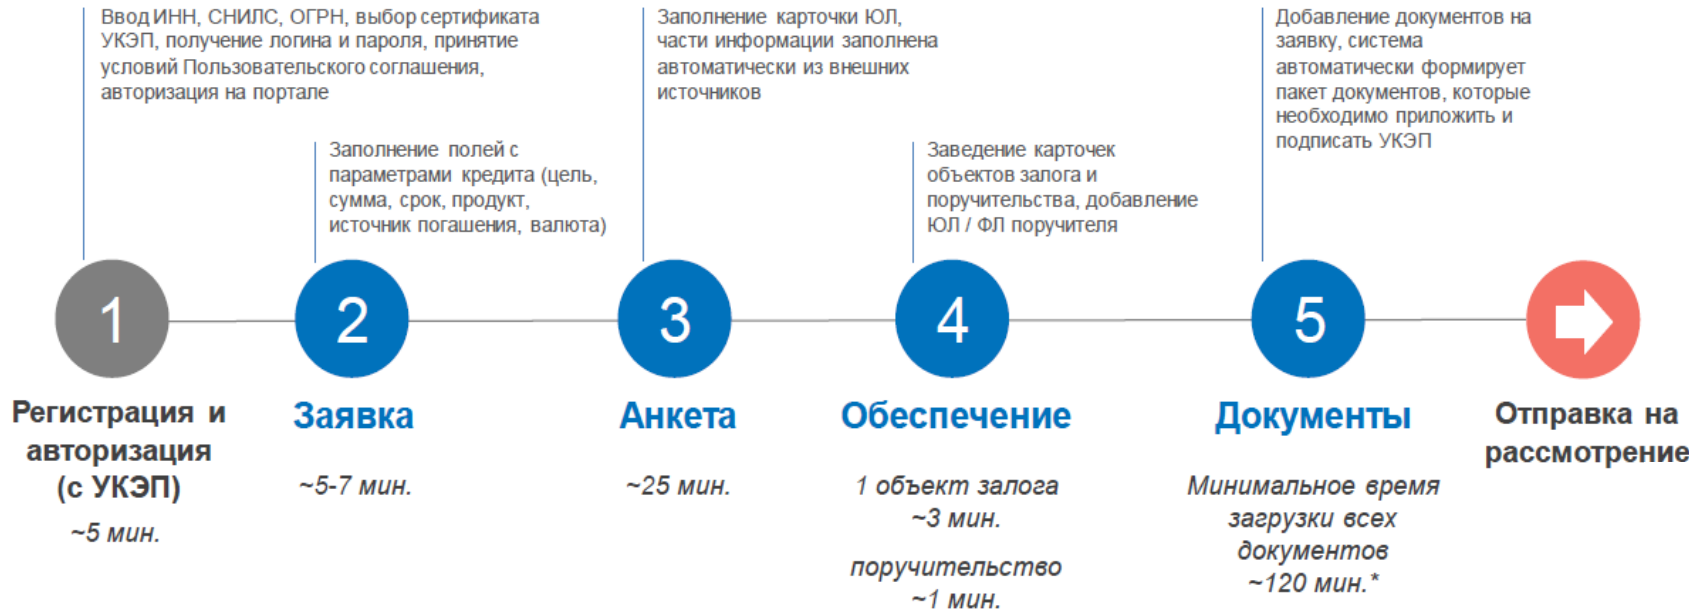 Ввод ИНН, СНИЛС, ОГРН, выбор сертификата
УКЭП, получение логина и пароля, принятие
условий Пользовательского соглашения,
авторизация на портале
Заполнение полей с
параметрами кредита (цель,
сумма, срок, продукт,
источник погашения, валюта)
Заполнение карточки ЮЛ,
части информации заполнена
автоматически из внешних
источников
Заведение карточек
объектов залога и
поручительства, добавление
ЮЛ / ФЛ поручителя
Добавление документов на
заявку, система
автоматически формирует
пакет документов, которые
необходимо приложить и
подписать УКЭП
1
2
3
4
5
Регистрация и
авторизация
(с УКЭП)
~5 мин.
Заявка
~5-7 мин.
Анкета
~25 мин.
Обеспечение
1 объект залога
~3 мин.
поручительство
~1 мин.
Документы
Минимальное время
загрузки всех
документов
~120 мин.*
Отправка на
рассмотрение